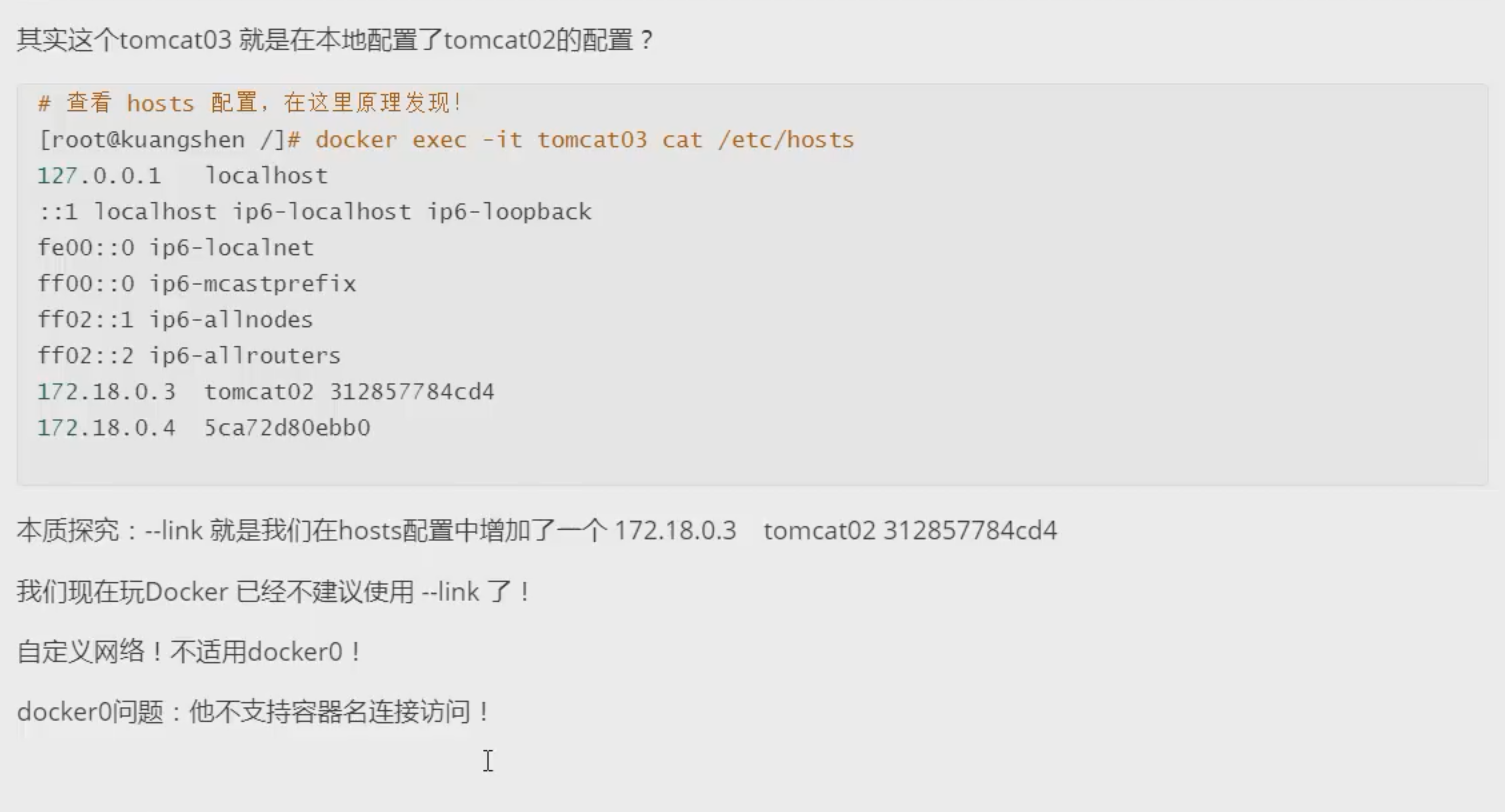 其实这个tomcat03 就是在本地配置了tomcat02的配置？
# 查看 hosts 配置，在这里原理发现！
[root@kuangshen /]# docker exec -it tomcat03 cat /etc/hosts
127.0.0.1   localhost
::1 localhost ip6-localhost ip6-loopback
fe00::0 ip6-localnet
ff00::0 ip6-mcastprefix
ff02::1 ip6-allnodes
ff02::2 ip6-allrouters
172.18.0.3  tomcat02 312857784cd4
172.18.0.4  5ca72d80ebb0
本质探究：--link 就是我们在hosts配置中增加了一个 172.18.0.3    tomcat02 312857784cd4
我们现在玩Docker 已经不建议使用 --link 了！
自定义网络！不适用docker0！
docker0问题：他不支持容器名连接访问！